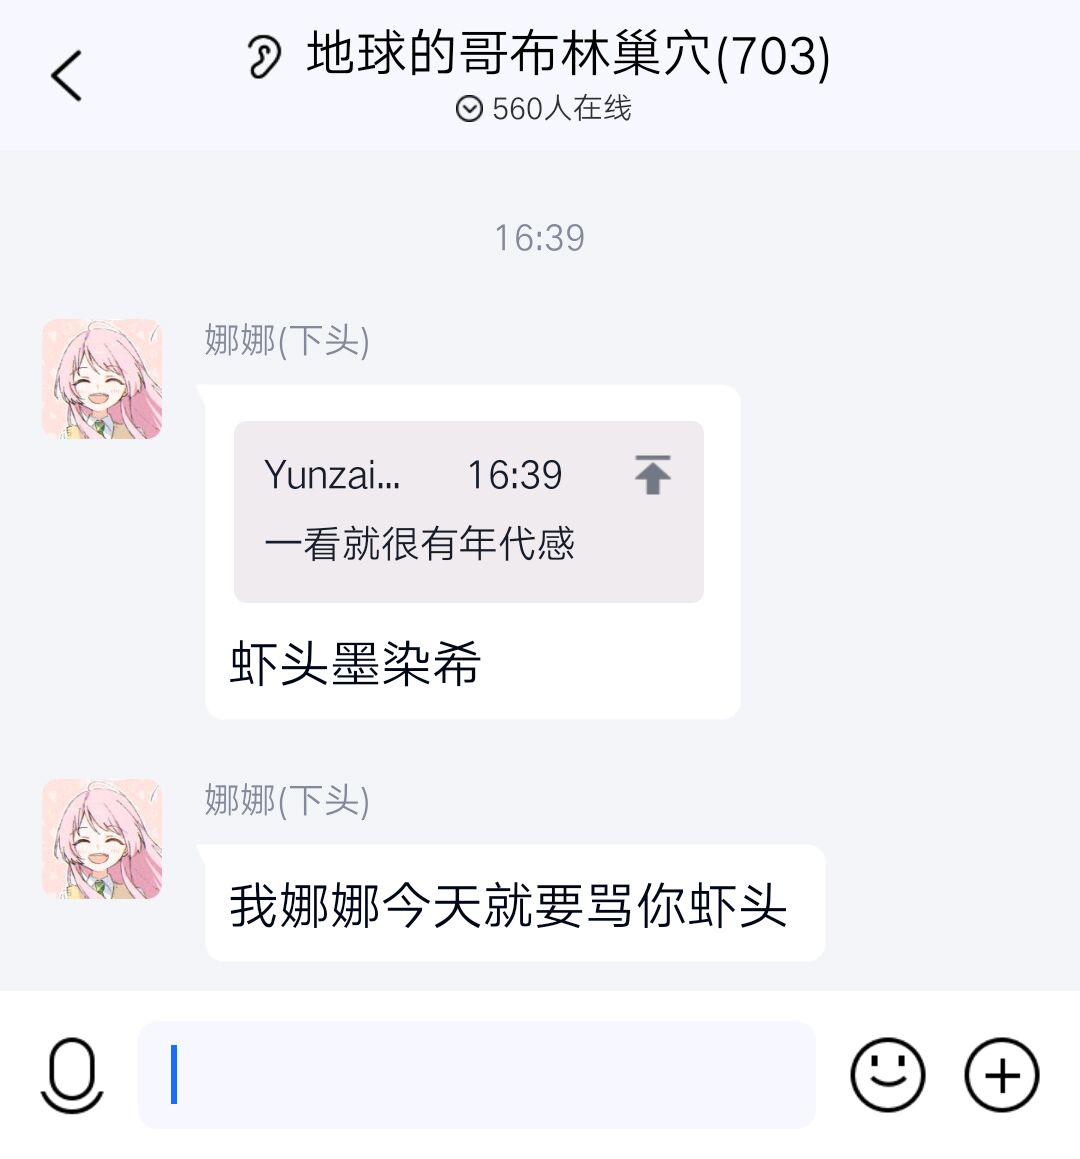 地球的哥布林巢穴(703)
560人在线
16:39
娜娜(下头)
Yunzai... 16:39
一看就很有年代感
虾头墨染希
娜娜(下头)
我娜娜今天就要骂你虾头